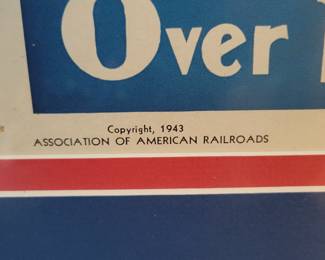 Over
Copyright, 1943
ASSOCIATION OF AMERICAN RAILROADS